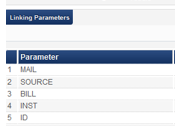 Linking Parameters
Parameter
1 MAIL
2 SOURCE
3 BILL
4 INST
5 ID